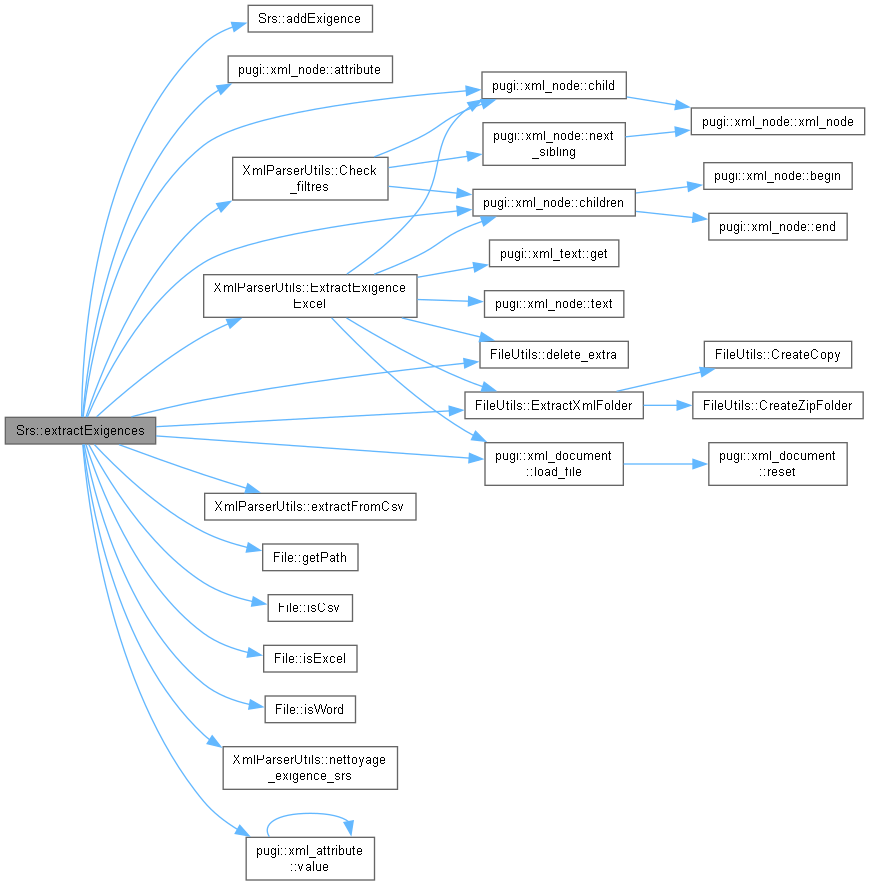 Srs::addExigence
pugi::xml_node::attribute
pugi::xml_node::child
pugi::xml_node::xml_node
pugi::xml_node::next
_sibling
XmlParserUtils::Check
_filtres
pugi::xml_node::begin
pugi::xml_node::children
pugi::xml_node::end
pugi::xml_text::get
XmlParserUtils::ExtractExigence
Excel
pugi::xml_node::text
FileUtils::delete_extra
FileUtils::CreateCopy
FileUtils::ExtractXmlFolder
FileUtils::CreateZipFolder
Srs::extractExigences
pugi::xml_document
::load_file
pugi::xml_document
::reset
XmlParserUtils::extractFromCsv
File::getPath
File::isCsv
File::isExcel
File::isWord
XmlParserUtils::nettoyage
_exigence_srs
pugi::xml_attribute
::value